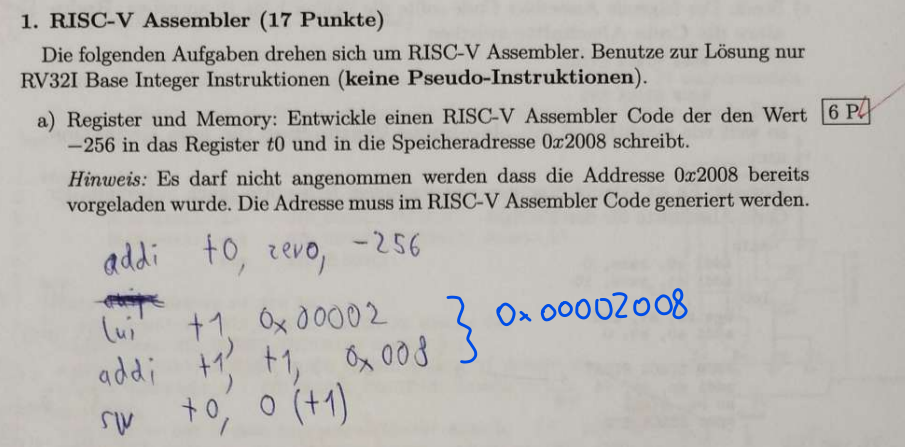 1. RISC-V Assembler (17 Punkte)
Die folgenden Aufgaben drehen sich um RISC-V Assembler. Benutze zur Lösung nur
RV32I Base Integer Instruktionen (keine Pseudo-Instruktionen).
a) Register und Memory: Entwickle einen RISC-V Assembler Code der den Wert 6 P.
−256 in das Register t0 und in die Speicheradresse 0x2008 schreibt.
Hinweis: Es darf nicht angenommen werden dass die Addresse 0x2008 bereits
vorgeladen wurde. Die Adresse muss im RISC-V Assembler Code generiert werden.
addi t0, zero, -256
lui t1, 0x00002
0x00002008
addi t1, t1, 0x008
sw t0, 0(t1)